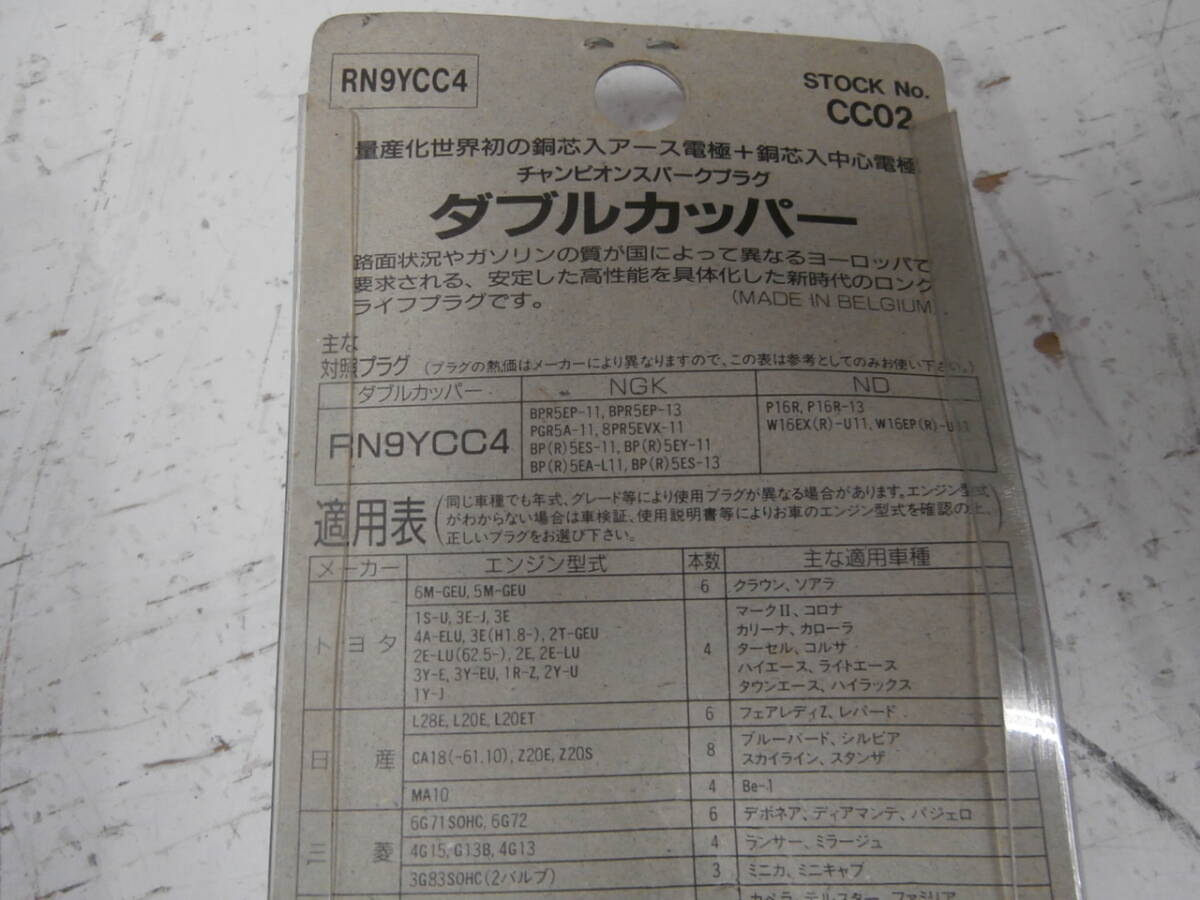 RN9YCC4
STOCK No.
CC02
量産化世界初の銅芯入アース電極＋銅芯入中心電極
チャンピオンスパークプラグ
ダブルカッパー
路面状況やガソリンの質が国によって異なるヨーロッパで
要求される、安定した高性能を具体化した新時代のロング
ライフプラグです。 (MADE IN BELGIUM)
主な
対照プラグ (プラグの熱価はメーカーにより異なりますので、この表は参考としてのみお使い下さい。)
ダブルカッパー NGK ND
RN9YCC4
BPR5EP-11, BPR5EP-13
PGR5A-11, 8PR5EVX-11
BP(R)5ES-11, BP(R)5EY-11
BP(R)5EA-L11, BP(R)5ES-13
P16R, P16R-13
W16EX(R)-U11, W16EP(R)-U11
適用表
(同じ車種でも年式、グレード等により使用プラグが異なる場合があります。エンジン型式
がわからない場合は車検証、使用説明書等によりお車のエンジン型式を確認の上、
正しいプラグをお選び下さい。
メーカー エンジン型式 本数 主な適用車種
トヨタ
6M-GEU, 5M-GEU 6 クラウン、ソアラ
1S-U, 3E-J, 3E
4A-ELU, 3E(H1.8-), 2T-GEU
2E-LU(62.5-), 2E, 2E-LU
3Y-E, 3Y-EU, 1R-Z, 2Y-U
1Y-J
4
マークII、コロナ
カリーナ、カローラ
ターセル、コルサ
ハイエース、ライトエース
タウンエース、ハイラックス
日産
L28E, L20E, L20ET 6 フェアレディZ、レパード
CA18(-61.10), Z20E, Z20S 8
ブルーバード、シルビア
スカイライン、スタンザ
MA10 4 Be-1
三菱
6G71SOHC, 6G72 6 デボネア、ディアマンテ、パジェロ
4G15, G13B, 4G13 4 ランサー、ミラージュ
3G83SOHC(2バルブ) 3 ミニカ、ミニキャブ
カペラ、テルスター、ファミリア